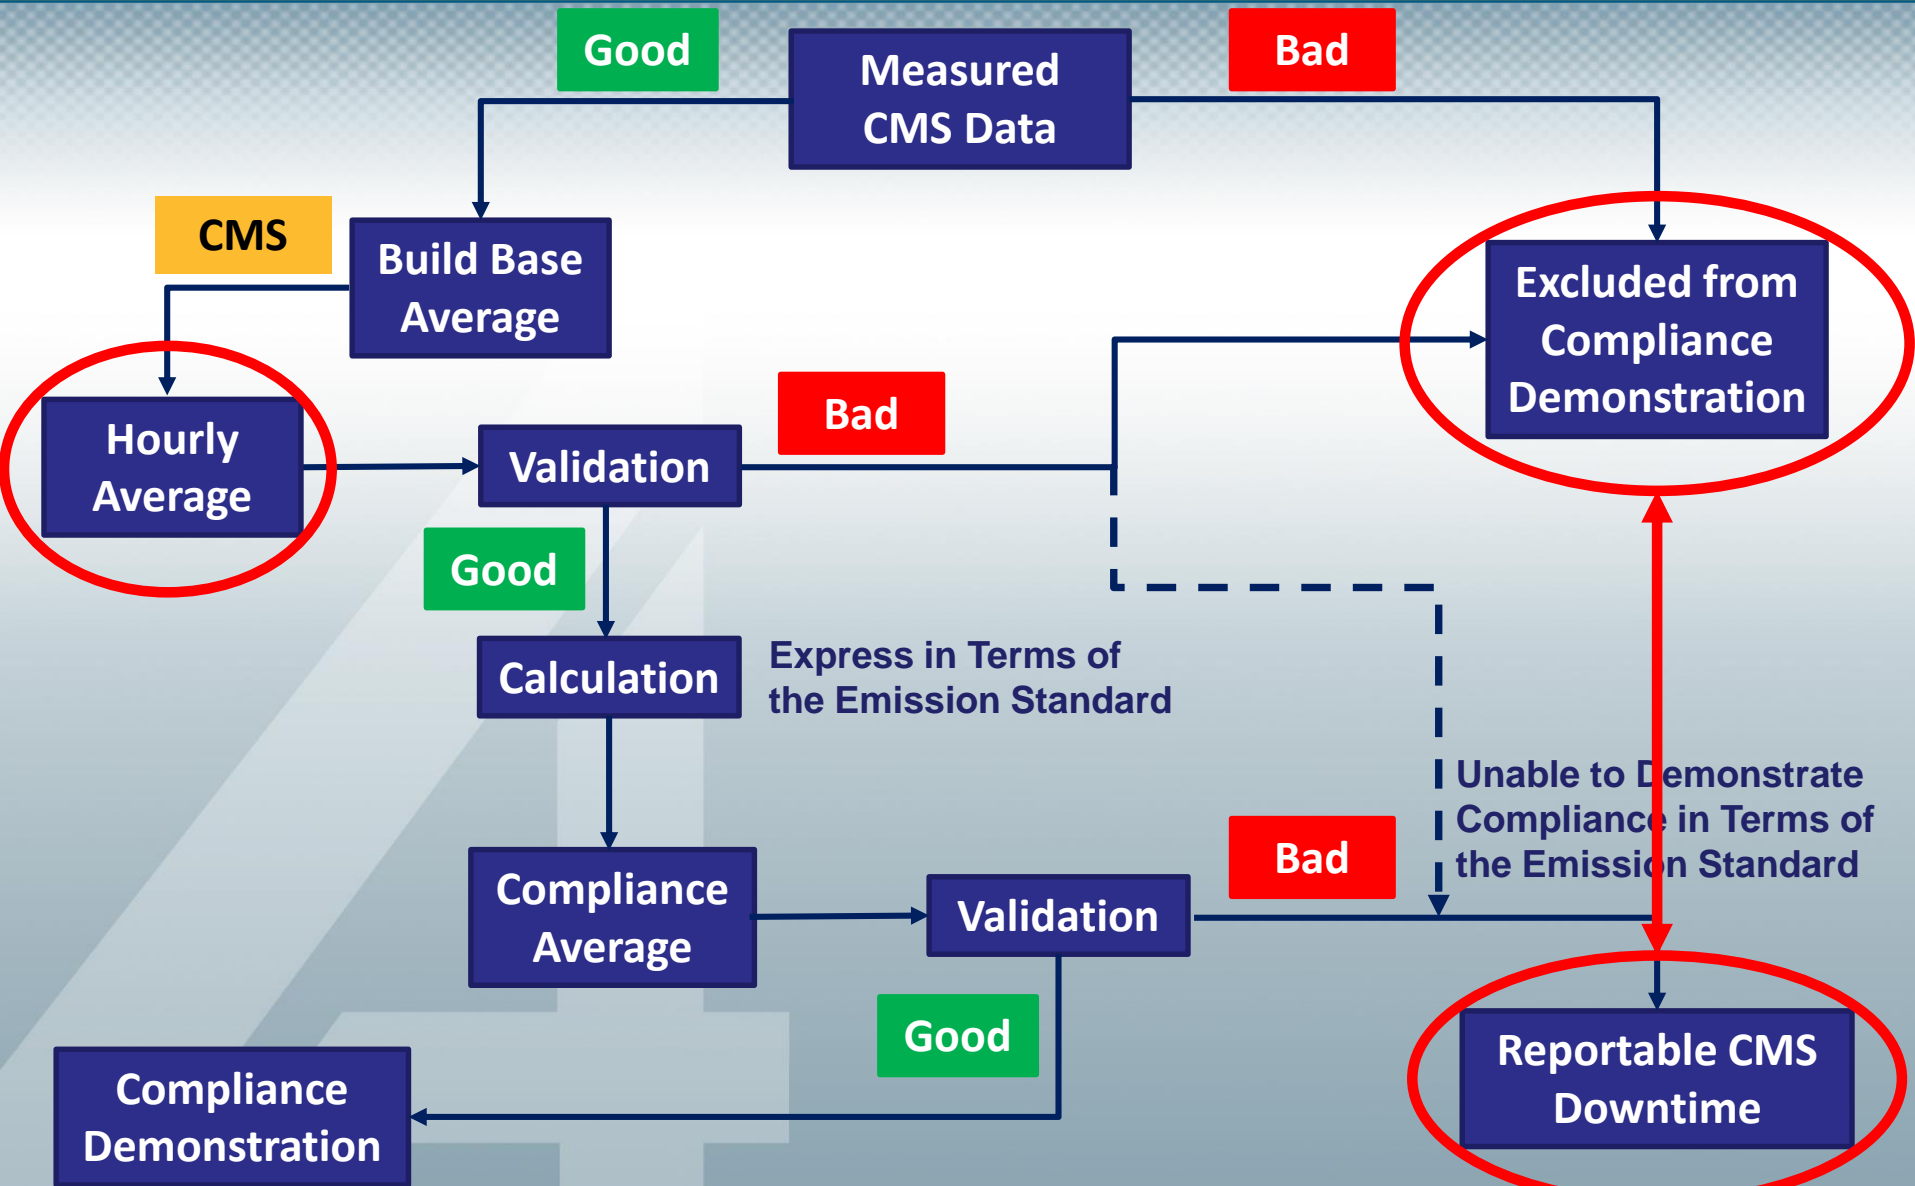 Good
Measured
CMS Data
Bad
CMS
Build Base
Average
Excluded from
Compliance
Demonstration
Hourly
Average
Validation
Bad
Good
Calculation
Express in Terms of
the Emission Standard
Unable to Demonstrate
Compliance in Terms of
the Emission Standard
Compliance
Average
Validation
Bad
Good
Reportable CMS
Downtime
Compliance
Demonstration